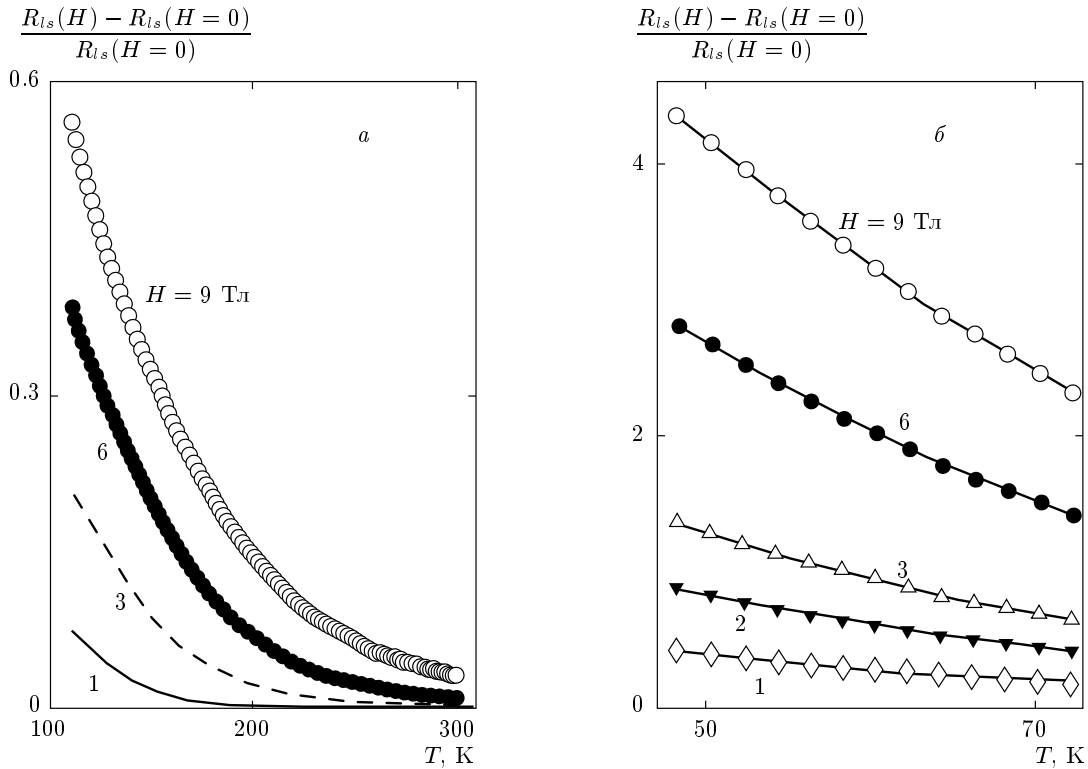 R_ls(H) − R_ls(H = 0)
R_ls(H = 0)
0.6
0.3
0
а
H = 9 Тл
6
3
1
100
200
300
T, К
R_ls(H) − R_ls(H = 0)
R_ls(H = 0)
4
2
0
б
H = 9 Тл
6
3
2
1
50
70
T, К